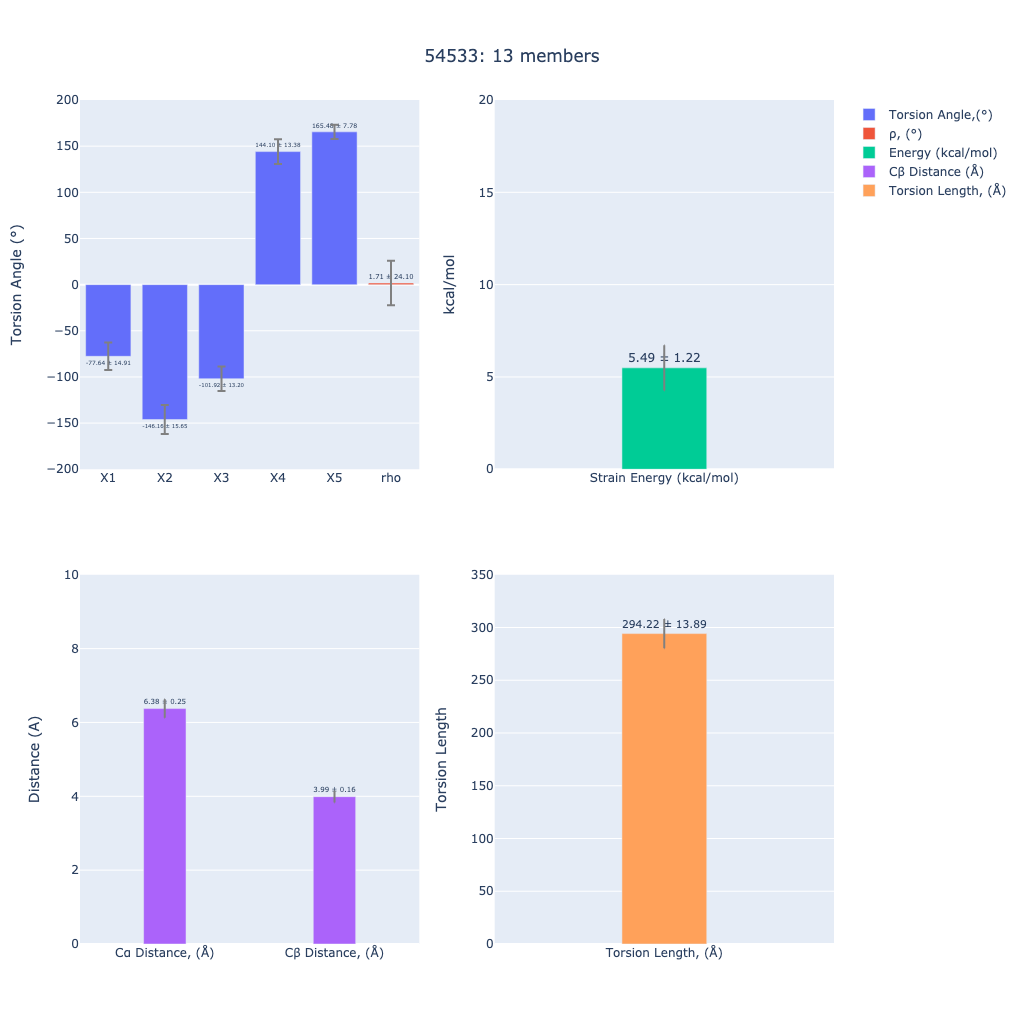 54533: 13 members
Torsion Angle (°)
200
150
100
50
0
−50
−100
−150
−200
-77.64 ± 14.91
-146.16 ± 15.65
-101.92 ± 13.20
144.10 ± 13.38
165.48 ± 7.78
1.71 ± 24.10
X1 X2 X3 X4 X5 rho
kcal/mol
20
15
10
5
0
5.49 ± 1.22
Strain Energy (kcal/mol)
Torsion Angle,(°)
ρ, (°)
Energy (kcal/mol)
Cβ Distance (Å)
Torsion Length, (Å)
Distance (A)
10
8
6
4
2
0
6.38 ± 0.25
3.99 ± 0.16
Cα Distance, (Å) Cβ Distance, (Å)
Torsion Length
350
300
250
200
150
100
50
0
294.22 ± 13.89
Torsion Length, (Å)